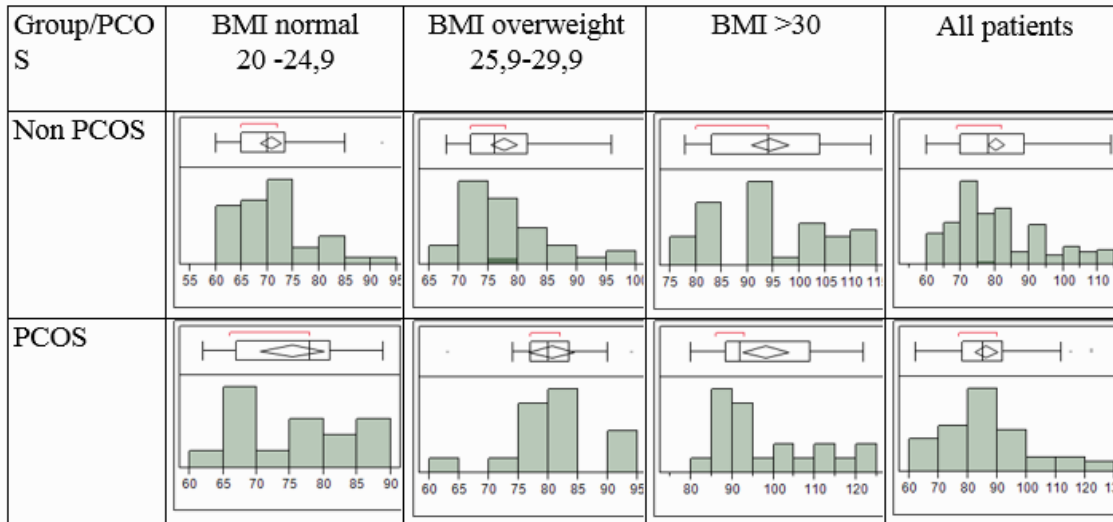 Group/PCO
S
BMI normal
20 -24,9
BMI overweight
25,9-29,9
BMI >30
All patients
Non PCOS
55 60 65 70 75 80 85 90 95
65 70 75 80 85 90 95 100
75 80 85 90 95 100 105 110 115
60 70 80 90 100 110
PCOS
60 65 70 75 80 85 90
60 65 70 75 80 85 90 95
80 90 100 110 120
60 70 80 90 100 110 120